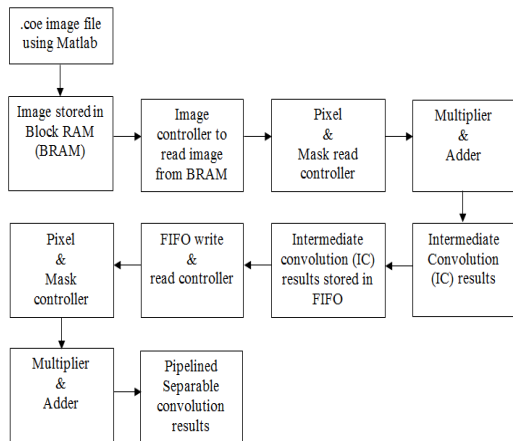 .coe image file
using Matlab
Image stored in
Block RAM
(BRAM)
Image
controller to
read image
from BRAM
Pixel
&
Mask read
controller
Multiplier
&
Adder
Pixel
&
Mask
controller
FIFO write
&
read controller
Intermediate
convolution (IC)
results stored in
FIFO
Intermediate
Convolution
(IC) results
Multiplier
&
Adder
Pipelined
Separable
convolution
results